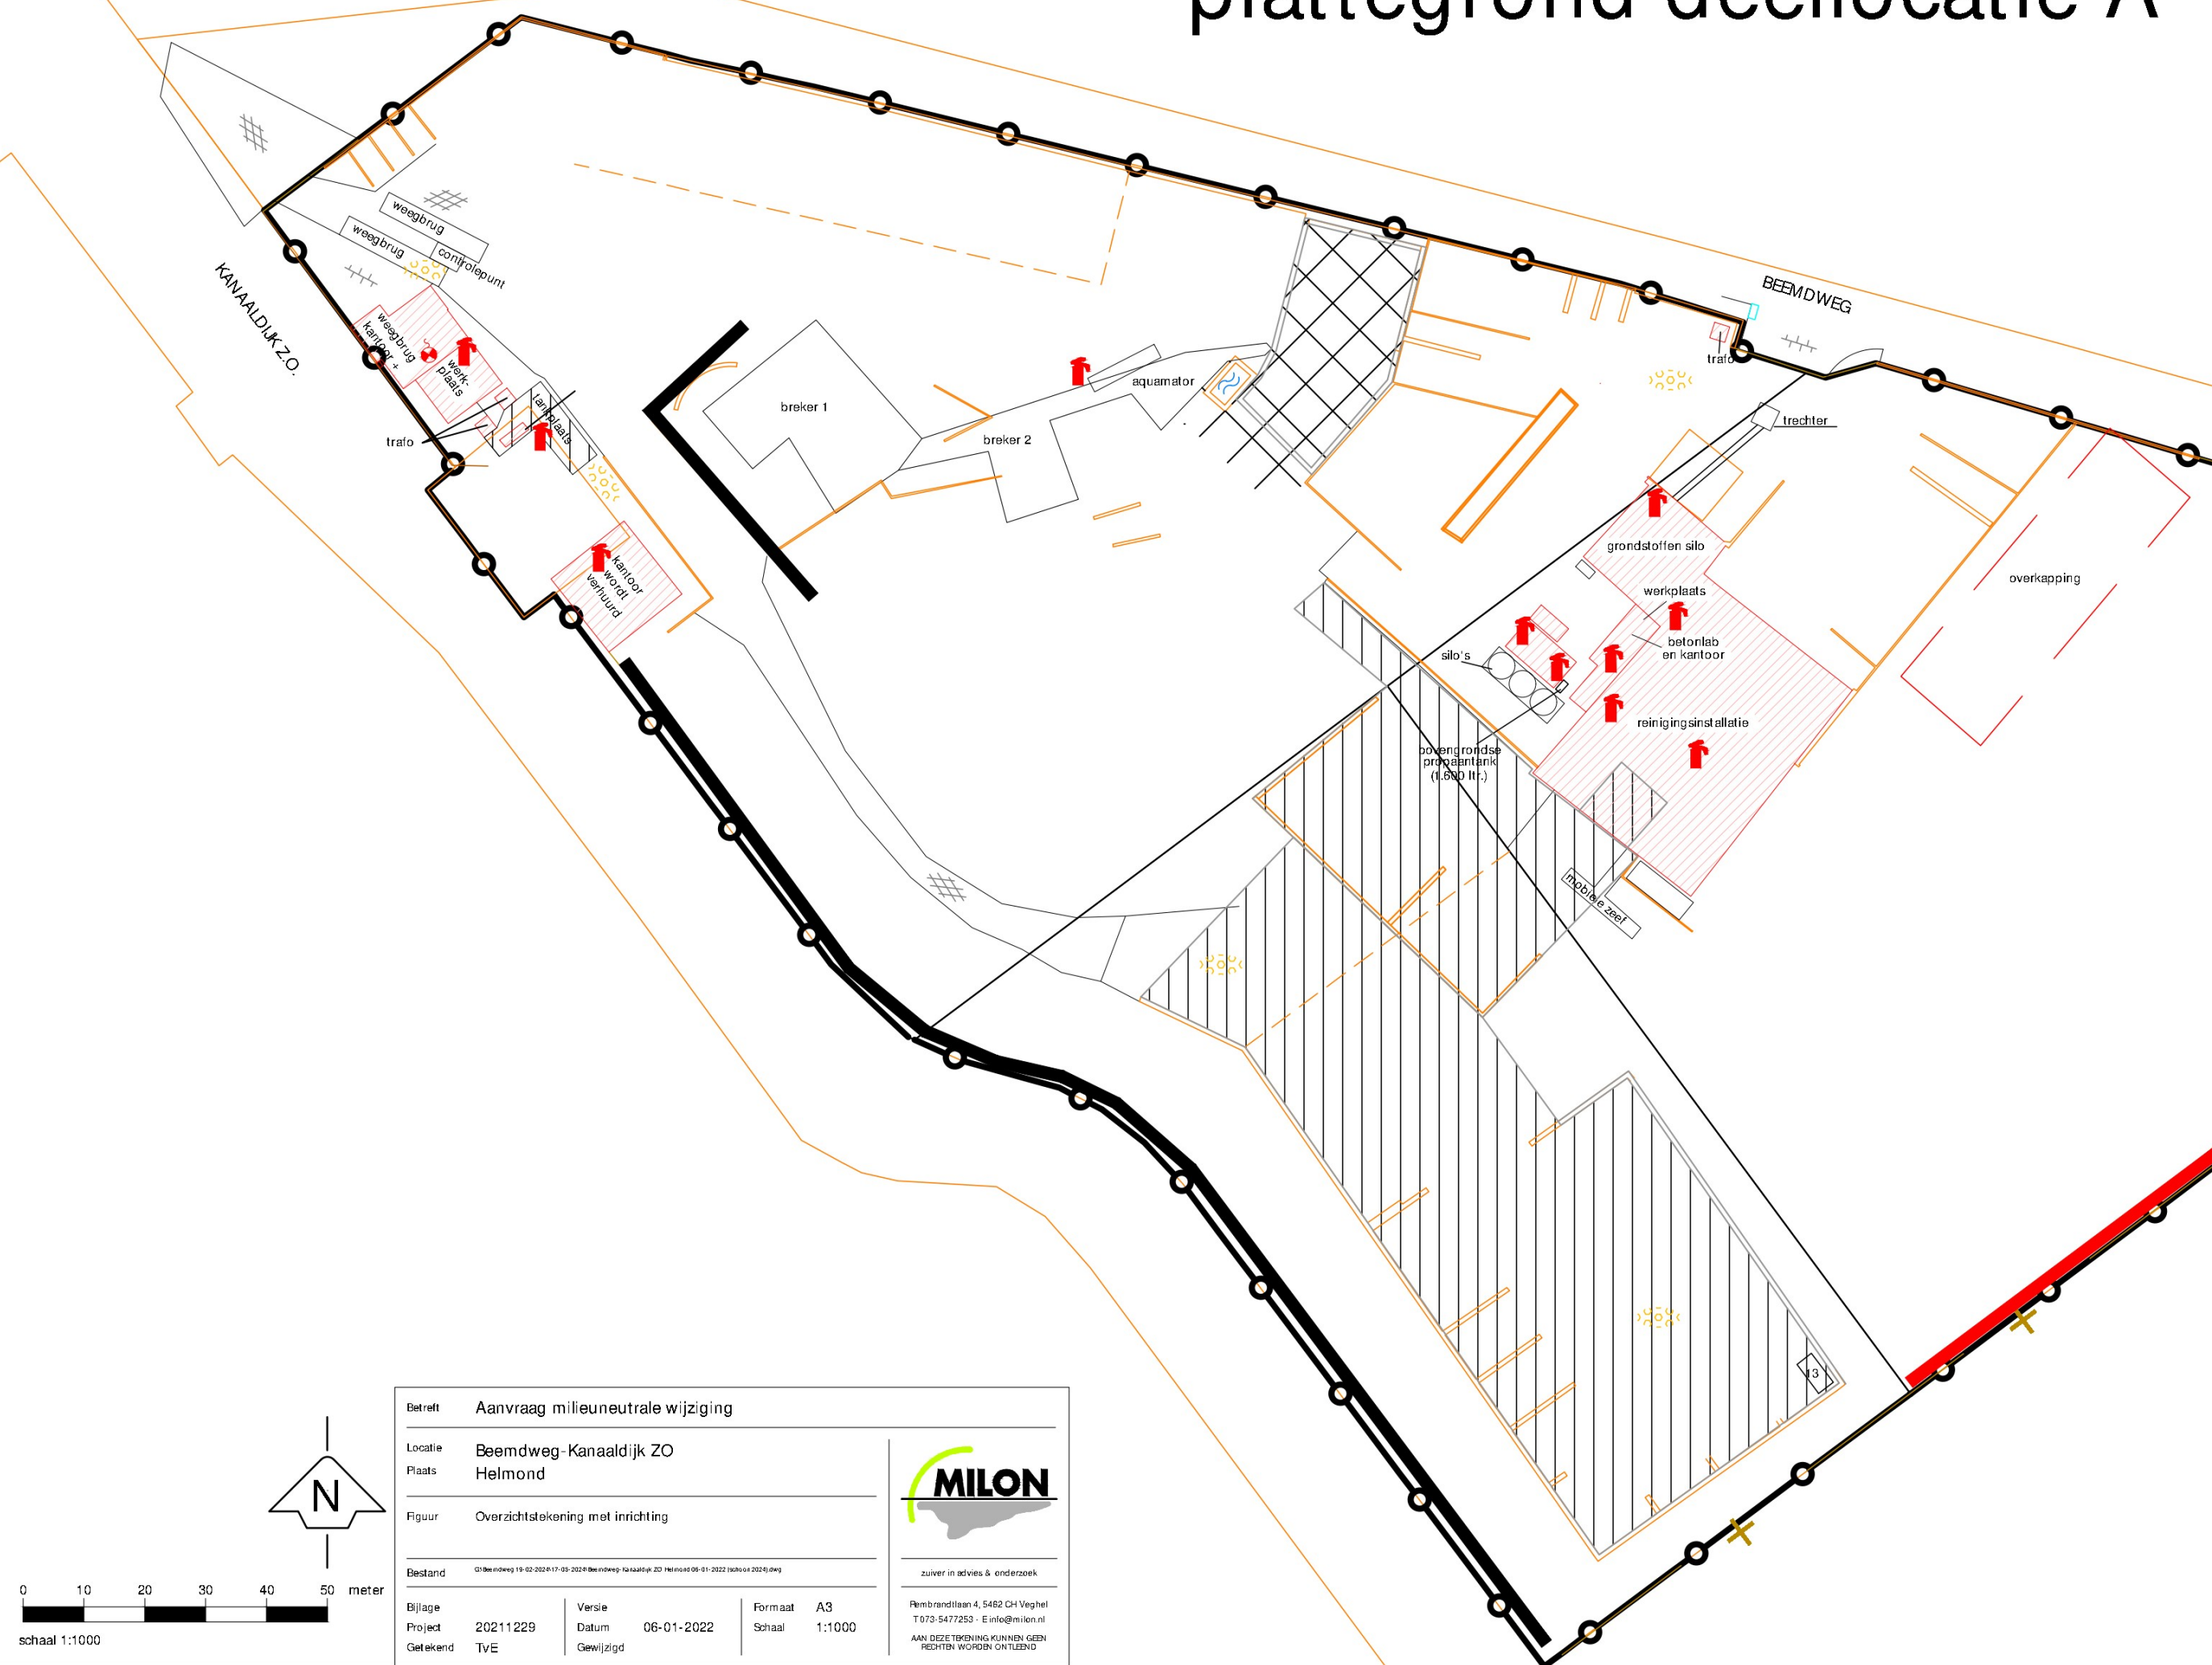 plattegrond deellocatie A
BEEMDWEG
KANAALDIJK Z.O.
weegbrug
weegbrug
controlepunt
weegbrug
kantoor +
werk-
plaats
tankplaats
trafo
kantoor
wordt
verhuurd
breker 1
breker 2
aquamator
trafo
trechter
grondstoffen silo
werkplaats
betonlab
en kantoor
silo's
reinigingsinstallatie
overkapping
bovengrondse
propaantank
(1.600 ltr.)
mobiele zeef
13
N
0 10 20 30 40 50 meter
schaal 1:1000
Betreft Aanvraag milieuneutrale wijziging
Locatie Beemdweg-Kanaaldijk ZO
Plaats Helmond
Figuur Overzichtstekening met inrichting
Bestand
Bijlage Versie Formaat A3
Project 20211229 Datum 06-01-2022 Schaal 1:1000
Getekend TvE Gewijzigd
MILON
zuiver in advies & onderzoek
Rembrandtlaan 4, 5462 CH Veghel
T 073-5477253 - E info@milon.nl
AAN DEZE TEKENING KUNNEN GEEN
RECHTEN WORDEN ONTLEEND